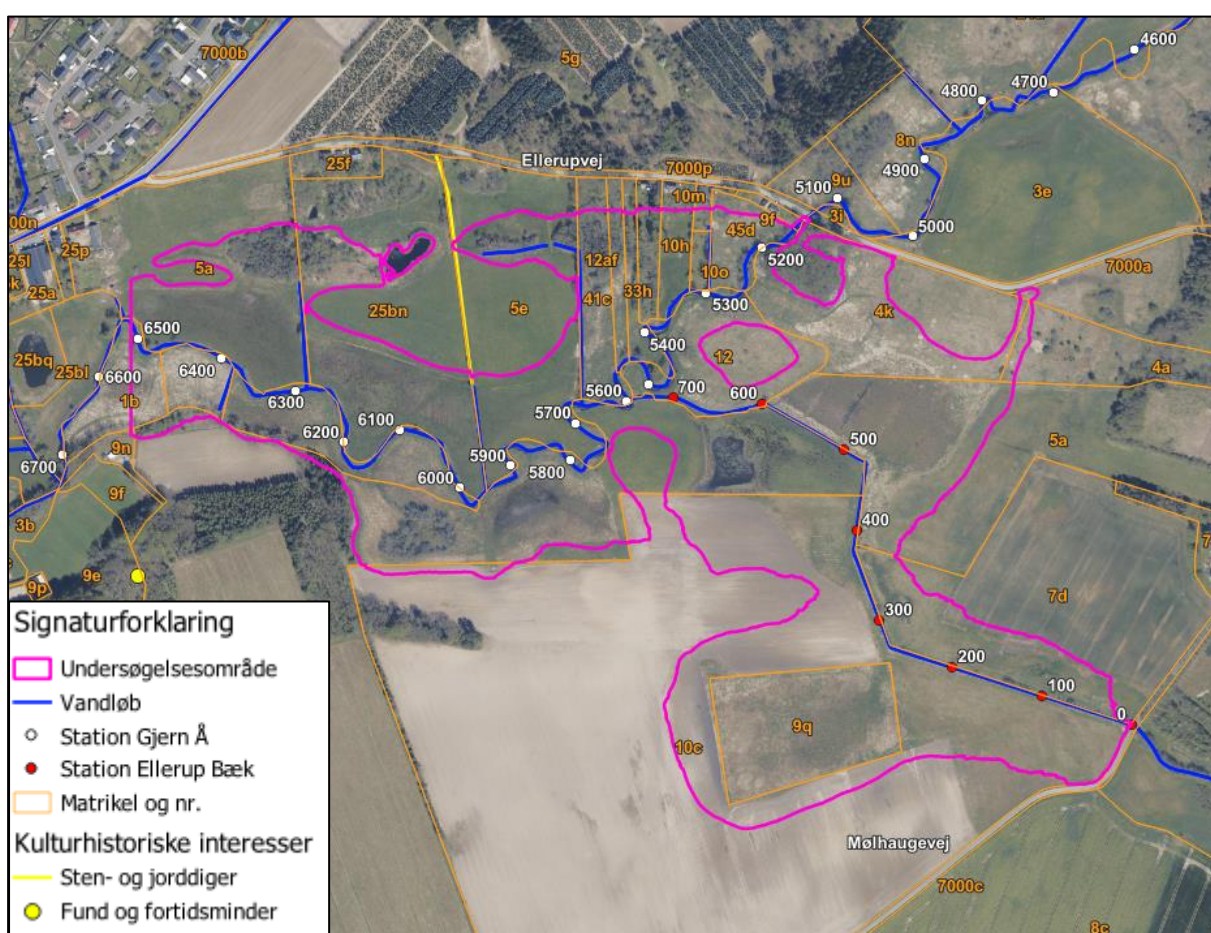 4600
7000b
5g
4700
4800
8n
Ellerupvej
7000p
25f
4900
5100
9u
3e
10m
3j
9f
45d
5000
00n
25p
25l
12af
10h
5200
7000a
5a
10o
25a
41c
33h
5300
4k
25bn
5e
6500
5400
25bq
12
6400
4a
25bl
6600
700
600
1b
6300
5600
5700
6100
6200
5a
9n
500
5900
6700
5800
6000
9f
400
3b
9e
9p
7d
Signaturforklaring
300
Undersøgelsesområde
200
Vandløb
100
Station Gjern Å
0
9q
10c
Station Ellerup Bæk
Matrikel og nr.
Kulturhistoriske interesser
Mølhaugevej
Sten- og jorddiger
7000c
Fund og fortidsminder
8c